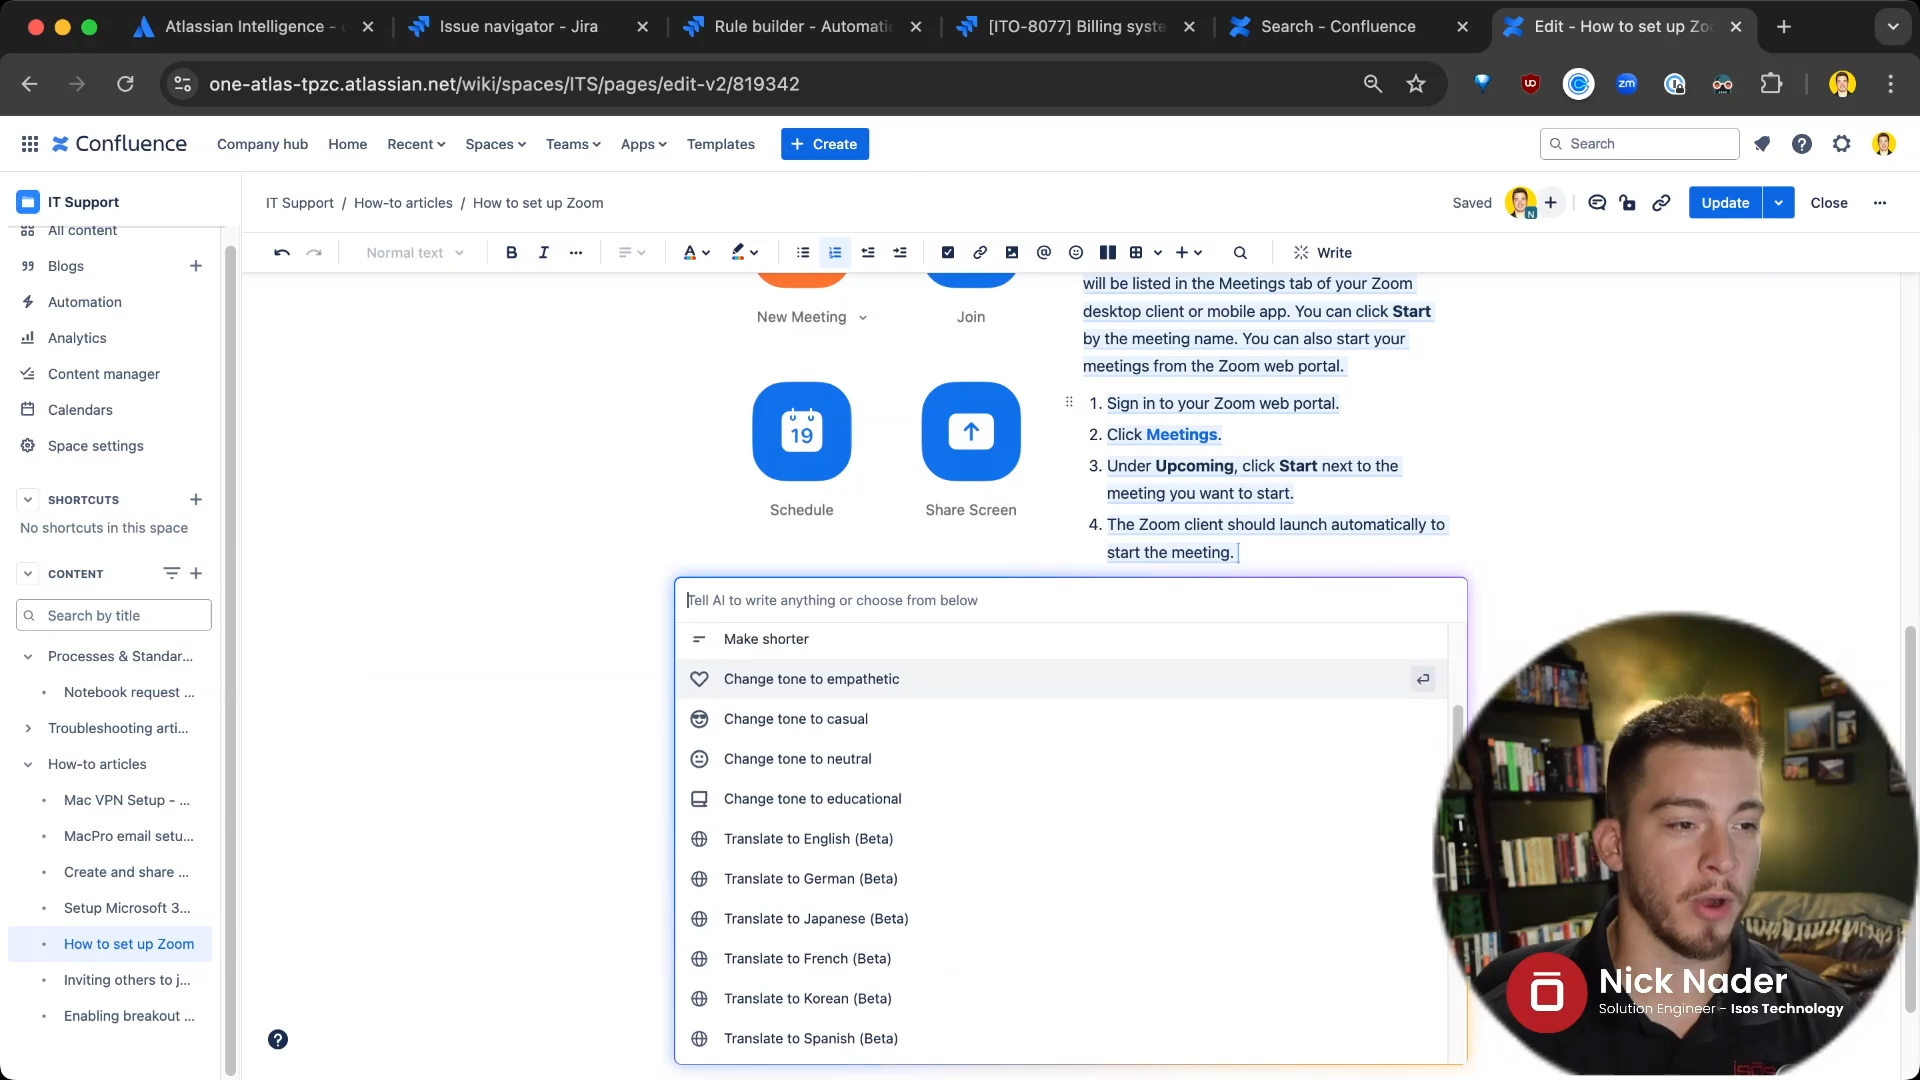 Atlassian Intelligence -
Issue navigator - Jira
Rule builder - Automati
[ITO-8077] Billing syste
Search - Confluence
Edit - How to set up Zo
one-atlas-tpzc.atlassian.net/wiki/spaces/ITS/pages/edit-v2/819342
zm
Confluence
Company hub
Home
Recent
Spaces
Teams
Apps
Templates
+ Create
Search
IT Support
IT Support / How-to articles / How to set up Zoom
Saved
N
Update
Close
Normal text
B
I
A
Write
All content
Blogs
Automation
Analytics
Content manager
Calendars
Space settings
SHORTCUTS
No shortcuts in this space
CONTENT
Search by title
Processes & Standar...
Notebook request ...
Troubleshooting arti...
How-to articles
Mac VPN Setup - ...
MacPro email setu...
Create and share ...
Setup Microsoft 3...
How to set up Zoom
Inviting others to j...
Enabling breakout ...
New Meeting
Join
19
Schedule
Share Screen
will be listed in the Meetings tab of your Zoom
desktop client or mobile app. You can click Start
by the meeting name. You can also start your
meetings from the Zoom web portal.
1. Sign in to your Zoom web portal.
2. Click Meetings.
3. Under Upcoming, click Start next to the
meeting you want to start.
4. The Zoom client should launch automatically to
start the meeting.
Tell AI to write anything or choose from below
Make shorter
Change tone to empathetic
Change tone to casual
Change tone to neutral
Change tone to educational
Translate to English (Beta)
Translate to German (Beta)
Translate to Japanese (Beta)
Translate to French (Beta)
Translate to Korean (Beta)
Translate to Spanish (Beta)
Nick Nader
Solution Engineer - Isos Technology